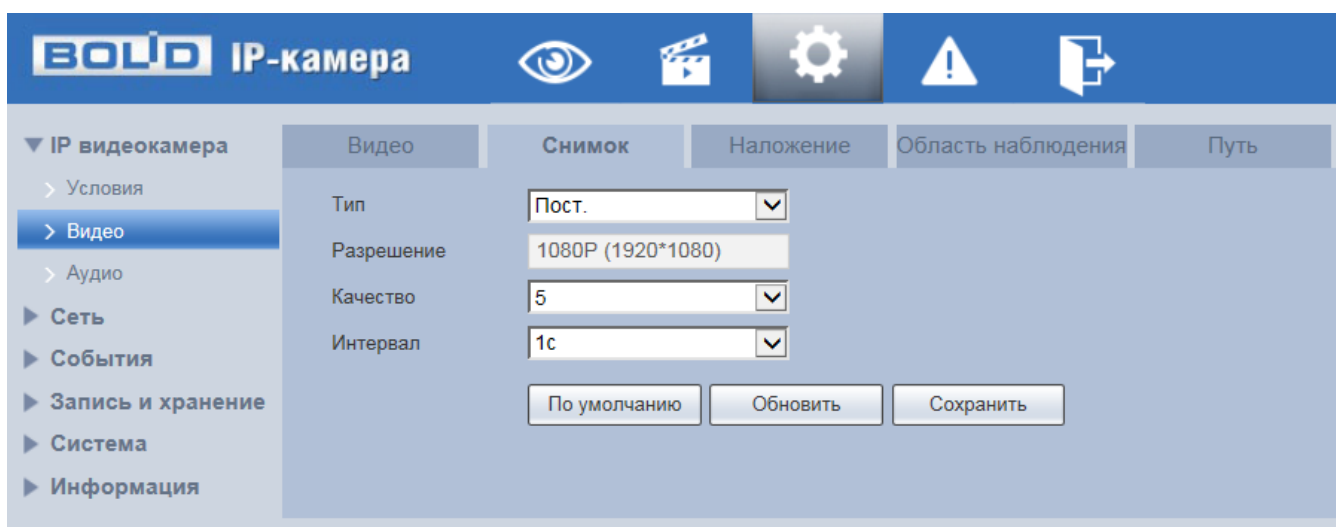 BOLID IP-камера
IP видеокамера
Условия
Видео
Аудио
Сеть
События
Запись и хранение
Система
Информация
Видео Снимок Наложение Область наблюдения Путь
Тип Пост.
Разрешение 1080P (1920*1080)
Качество 5
Интервал 1с
По умолчанию Обновить Сохранить